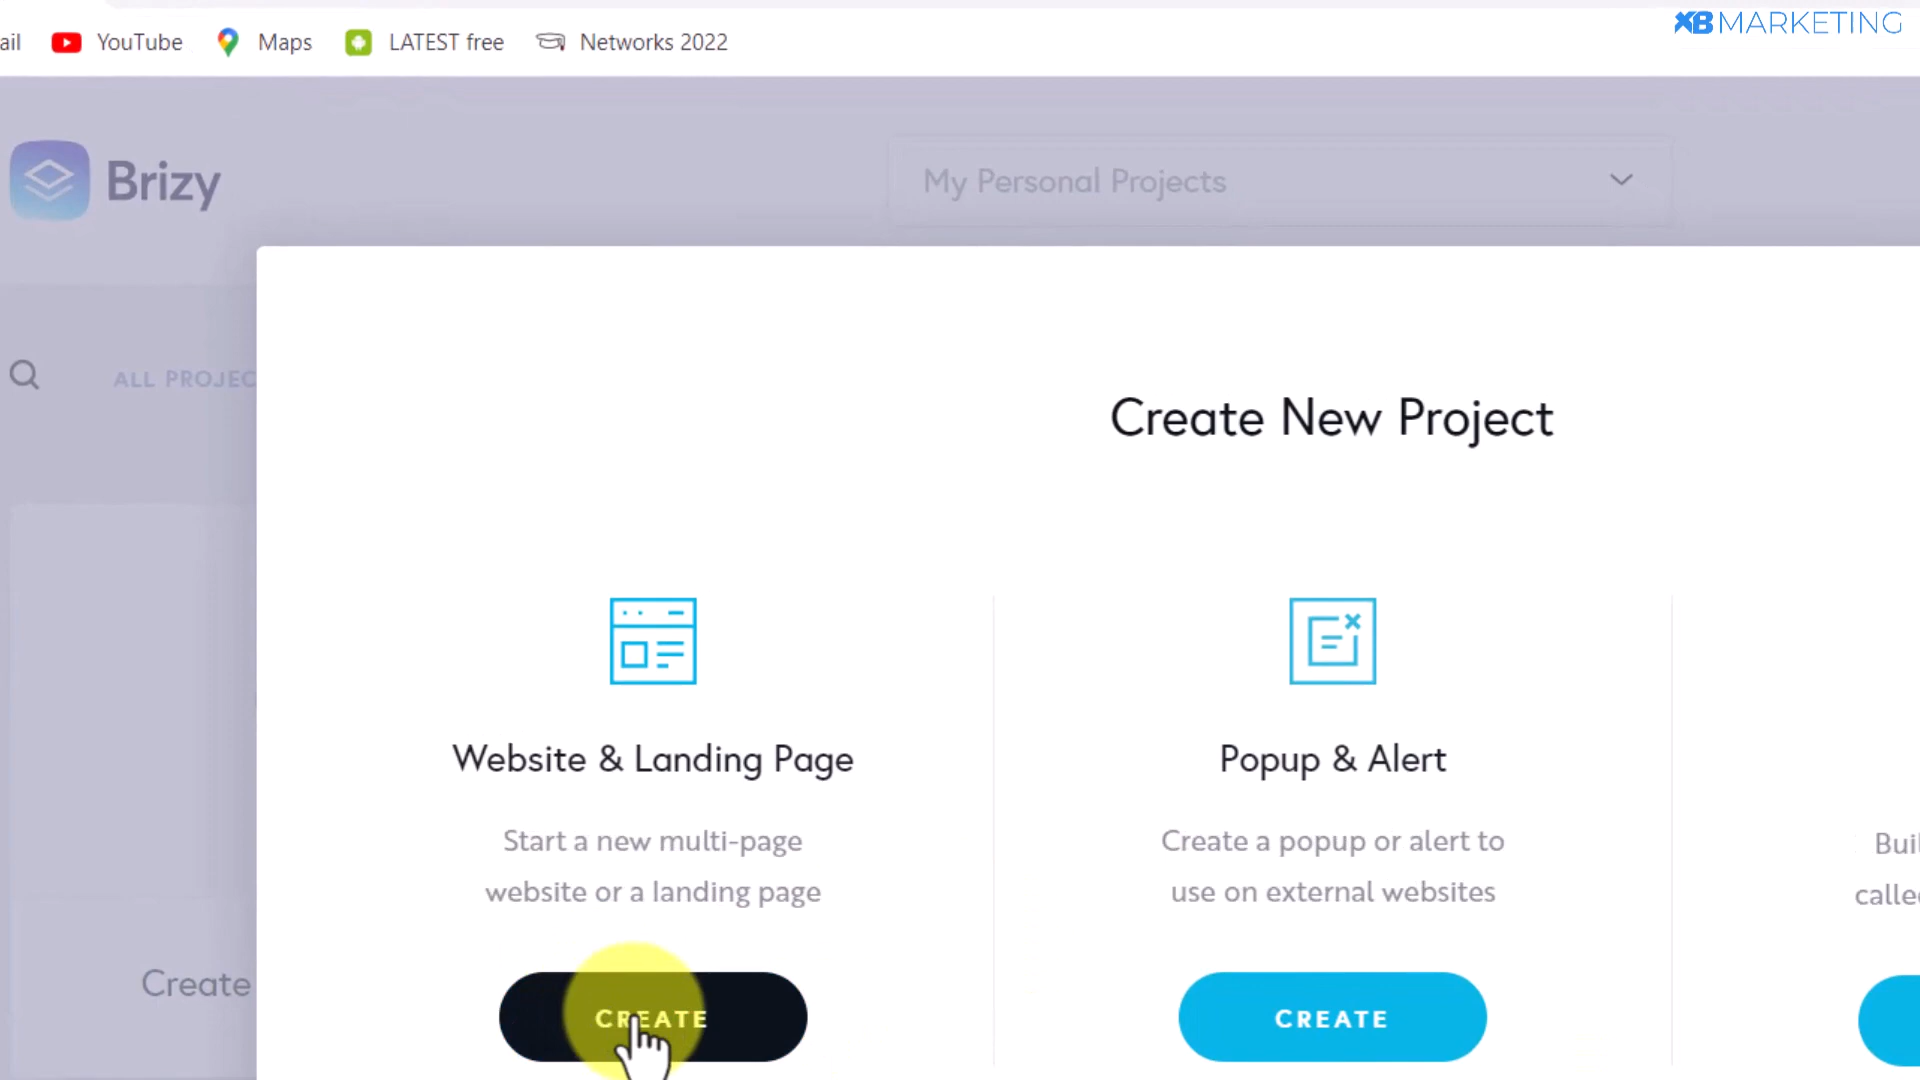 ail YouTube Maps LATEST free Networks 2022
XB MARKETING
Brizy
My Personal Projects
ALL PROJEC
Create New Project
Website & Landing Page
Start a new multi-page
website or a landing page
CREATE
Popup & Alert
Create a popup or alert to
use on external websites
CREATE
Buil
calle
Create